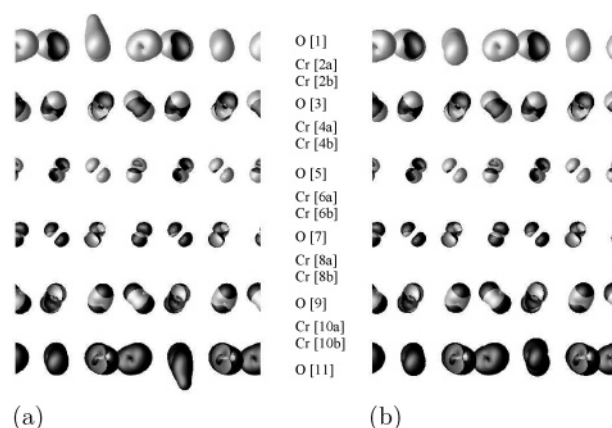 O [1]
Cr [2a]
Cr [2b]
O [3]
Cr [4a]
Cr [4b]
O [5]
Cr [6a]
Cr [6b]
O [7]
Cr [8a]
Cr [8b]
O [9]
Cr [10a]
Cr [10b]
O [11]
(a) (b)